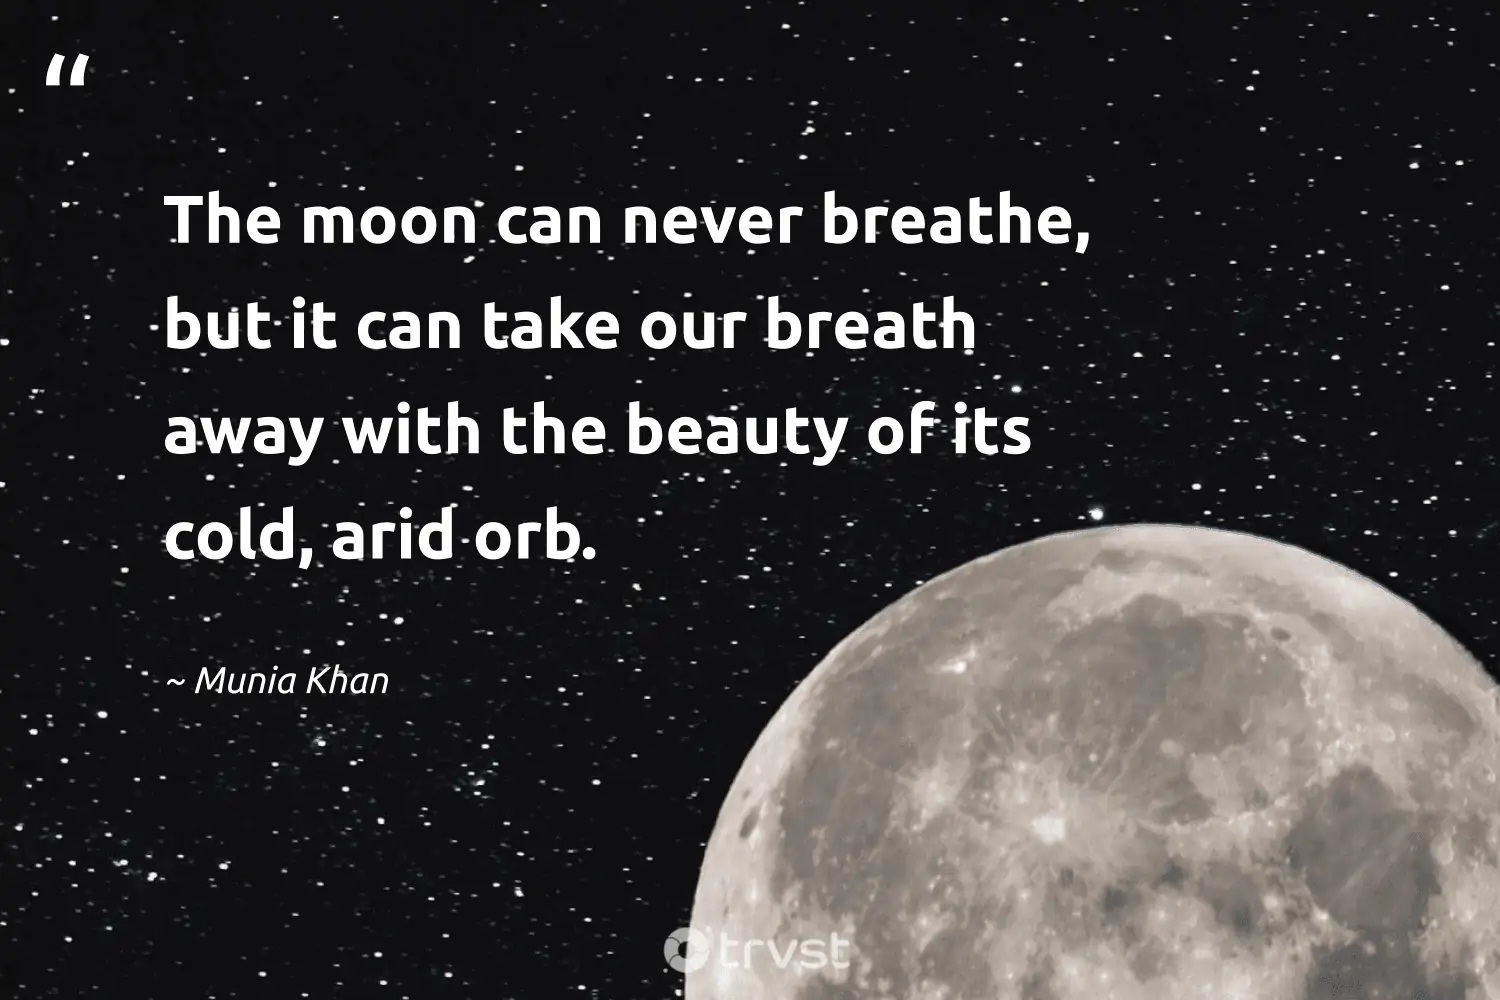 “
The moon can never breathe,
but it can take our breath
away with the beauty of its
cold, arid orb.
~ Munia Khan
trvst